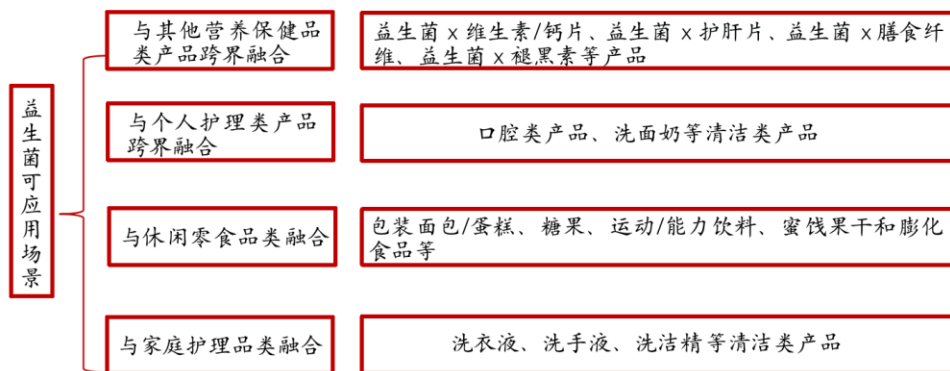 益生菌可应用场景
与其他营养保健品
类产品跨界融合
益生菌 x 维生素/钙片、益生菌 x 护肝片、益生菌 x 膳食纤
维、益生菌 x 褪黑素等产品
与个人护理类产品
跨界融合
口腔类产品、洗面奶等清洁类产品
与休闲零食品类融合
包装面包/蛋糕、糖果、运动/能力饮料、蜜饯果干和膨化
食品等
与家庭护理品类融合
洗衣液、洗手液、洗洁精等清洁类产品